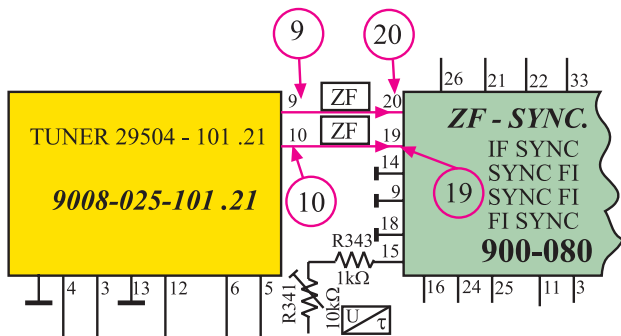 9
20
26
21
22
33
9
ZF
20
ZF - SYNC.
TUNER 29504 - 101 .21
10
ZF
19
IF SYNC
14
SYNC FI
9008-025-101 .21
10
9
19
SYNC FI
18
FI SYNC
R343
15
900-080
1kΩ
4
3
13
12
6
5
R341
10kΩ
U
τ
16
24
25
11
3